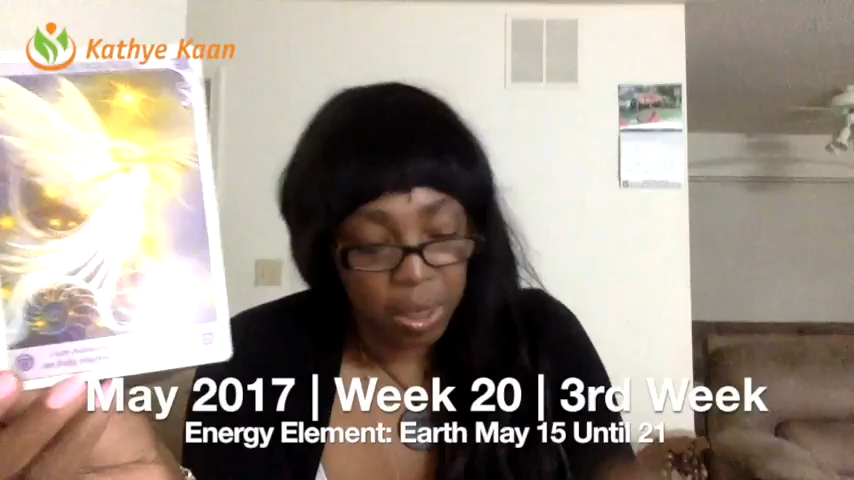 Kathye Kaan
May 2017 | Week 20 | 3rd Week
Energy Element: Earth May 15 Until 21